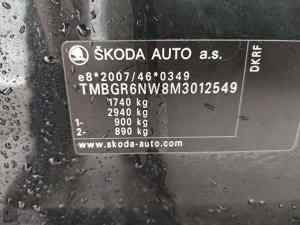 ŠKODA AUTO a.s.
e8*2007/46*0349
TMBGR6NW8M3012549
1740 kg
2940 kg
1- 900 kg
2- 890 kg
www.skoda-auto.com
DKRF